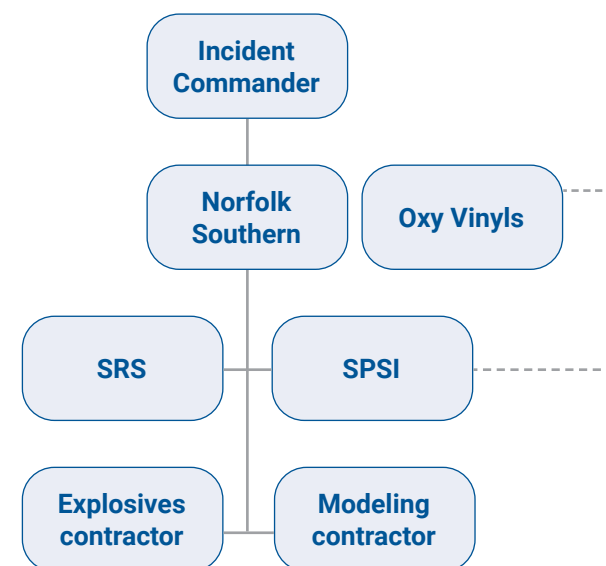 Incident
Commander
Norfolk
Southern
Oxy Vinyls
SRS
SPSI
Explosives
contractor
Modeling
contractor